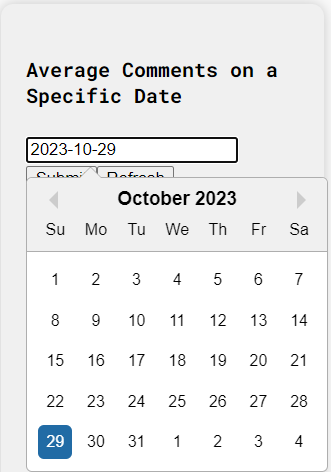 Average Comments on a
Specific Date
2023-10-29
Submit Refresh
October 2023
Su Mo Tu We Th Fr Sa
1 2 3 4 5 6 7
8 9 10 11 12 13 14
15 16 17 18 19 20 21
22 23 24 25 26 27 28
29 30 31 1 2 3 4